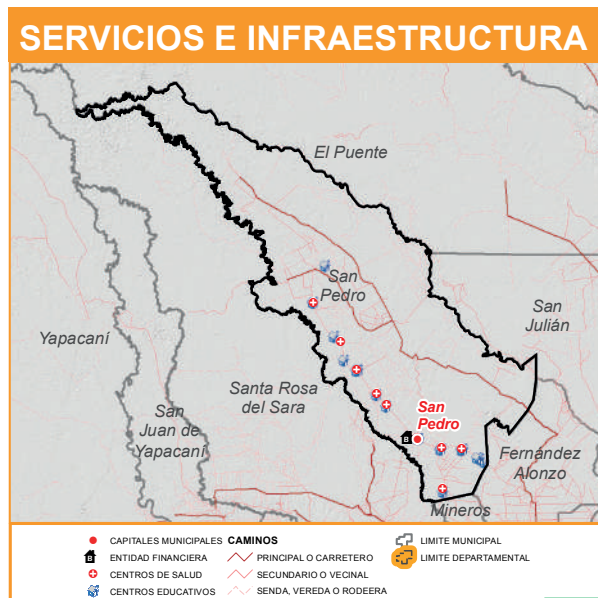 SERVICIOS E INFRAESTRUCTURA
El Puente
San
Pedro
San
Julián
Yapacaní
Santa Rosa
del Sara
San
Juan de
Yapacaní
San
Pedro
B
Fernández
Alonzo
Mineros
CAPITALES MUNICIPALES
ENTIDAD FINANCIERA
CENTROS DE SALUD
CENTROS EDUCATIVOS
CAMINOS
PRINCIPAL O CARRETERO
SECUNDARIO O VECINAL
SENDA, VEREDA O RODEERA
LIMITE MUNICIPAL
LIMITE DEPARTAMENTAL